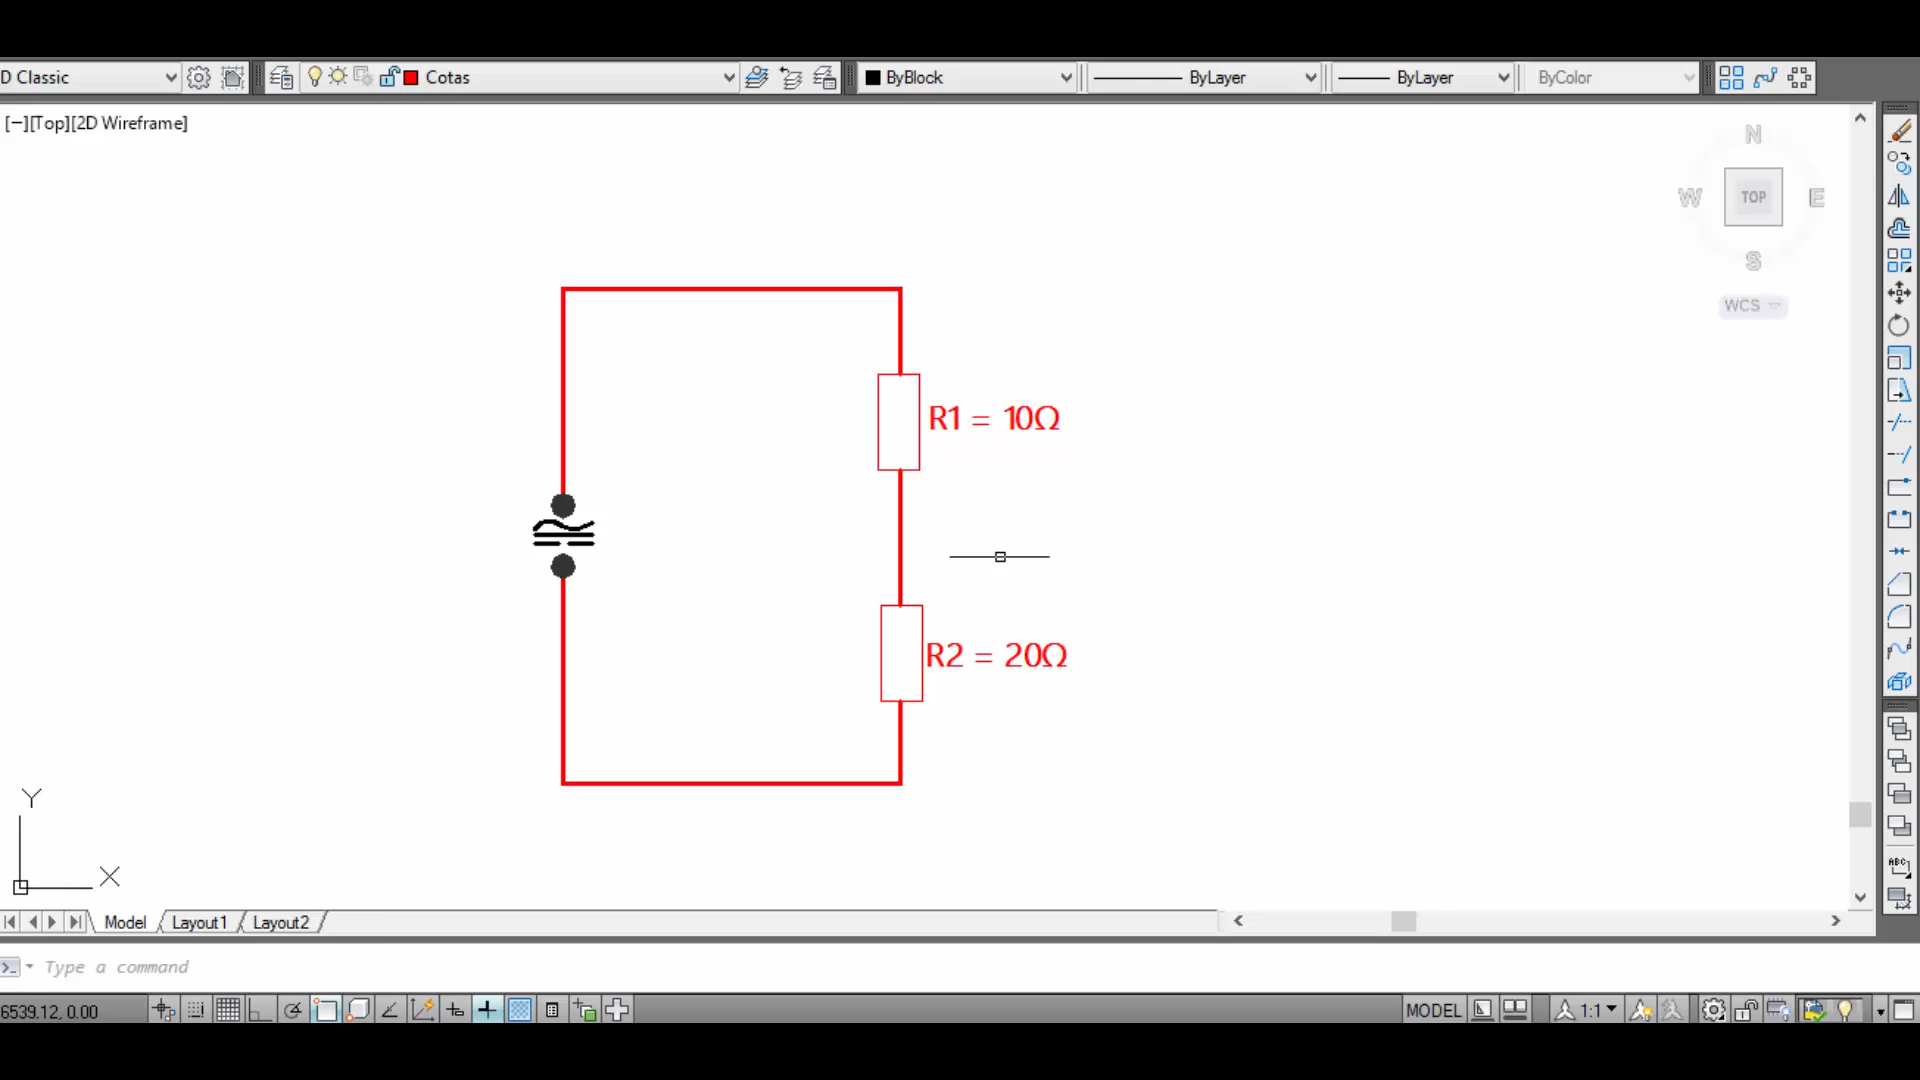 D Classic
Cotas
ByBlock
ByLayer
ByLayer
ByColor
[−][Top][2D Wireframe]
N
W
TOP
E
S
WCS
R1 = 10Ω
R2 = 20Ω
Y
X
ABC
Model
Layout1
Layout2
Type a command
6539.12, 0.00
MODEL
1:1